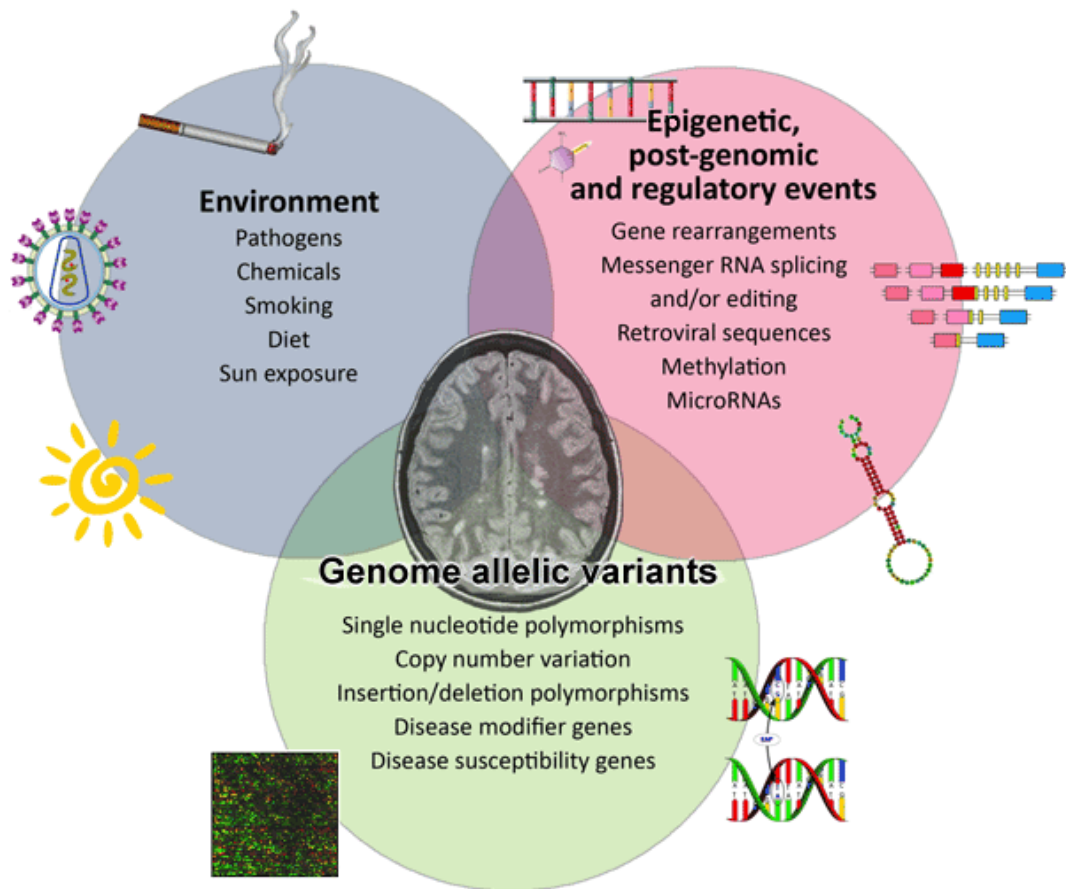 Environment
Pathogens
Chemicals
Smoking
Diet
Sun exposure
Epigenetic,
post-genomic
and regulatory events
Gene rearrangements
Messenger RNA splicing
and/or editing
Retroviral sequences
Methylation
MicroRNAs
Genome allelic variants
Single nucleotide polymorphisms
Copy number variation
Insertion/deletion polymorphisms
Disease modifier genes
Disease susceptibility genes